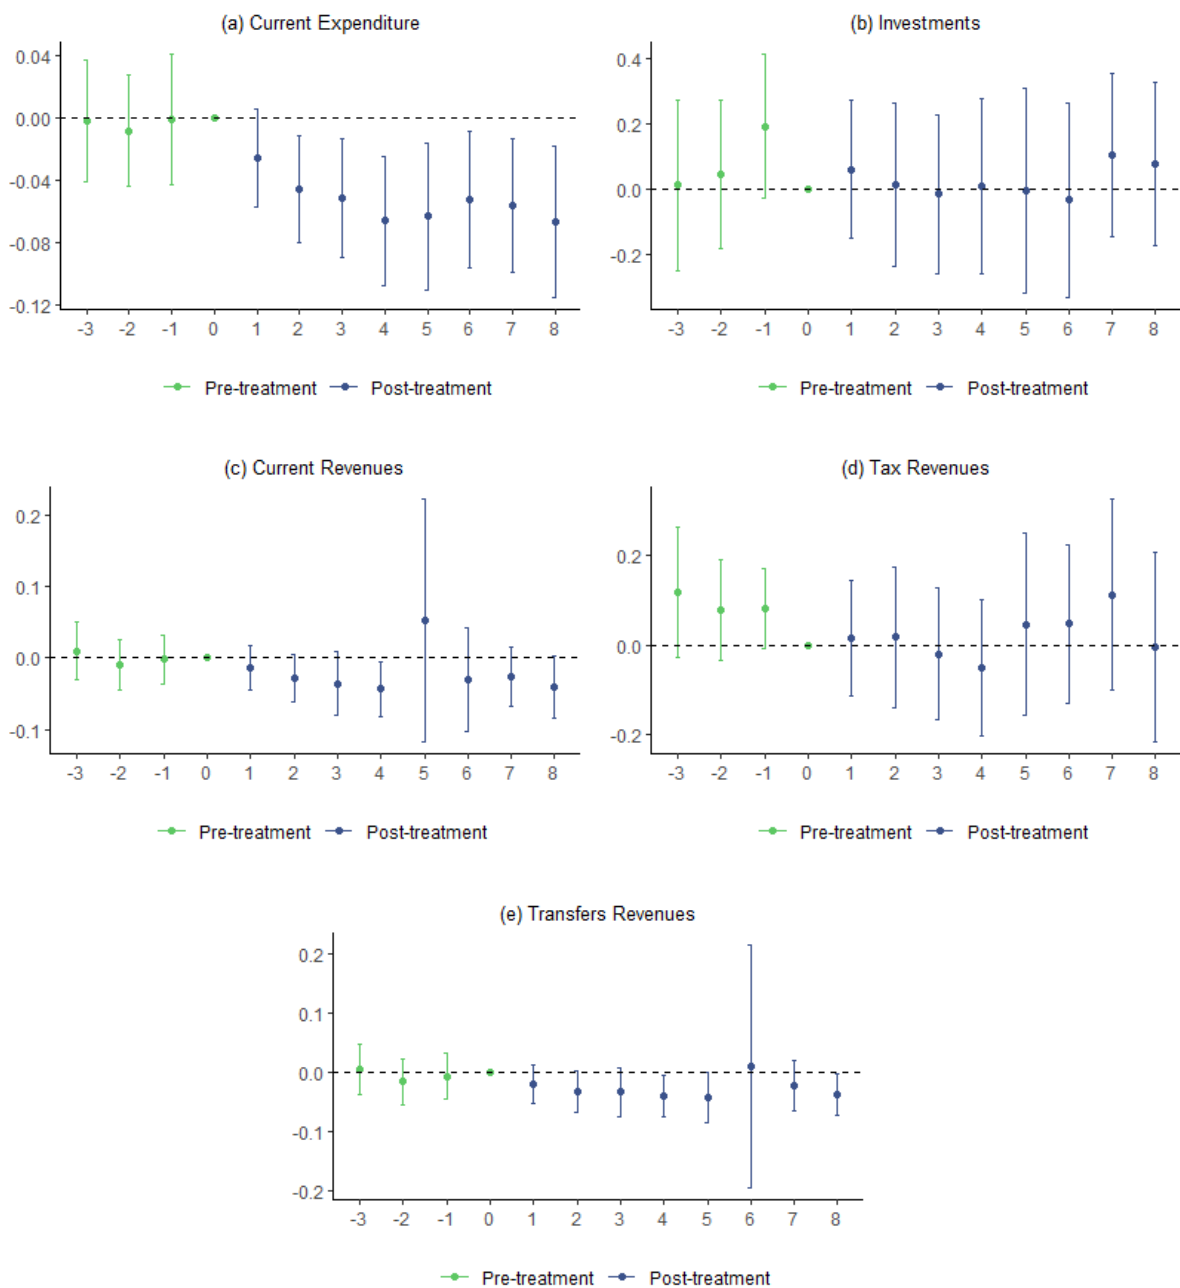 (a) Current Expenditure
0.04
0.00
-0.04
-0.08
-0.12
-3 -2 -1 0 1 2 3 4 5 6 7 8
Pre-treatment Post-treatment
(b) Investments
0.4
0.2
0.0
-0.2
-3 -2 -1 0 1 2 3 4 5 6 7 8
Pre-treatment Post-treatment
(c) Current Revenues
0.2
0.1
0.0
-0.1
-3 -2 -1 0 1 2 3 4 5 6 7 8
Pre-treatment Post-treatment
(d) Tax Revenues
0.2
0.0
-0.2
-3 -2 -1 0 1 2 3 4 5 6 7 8
Pre-treatment Post-treatment
(e) Transfers Revenues
0.2
0.1
0.0
-0.1
-0.2
-3 -2 -1 0 1 2 3 4 5 6 7 8
Pre-treatment Post-treatment